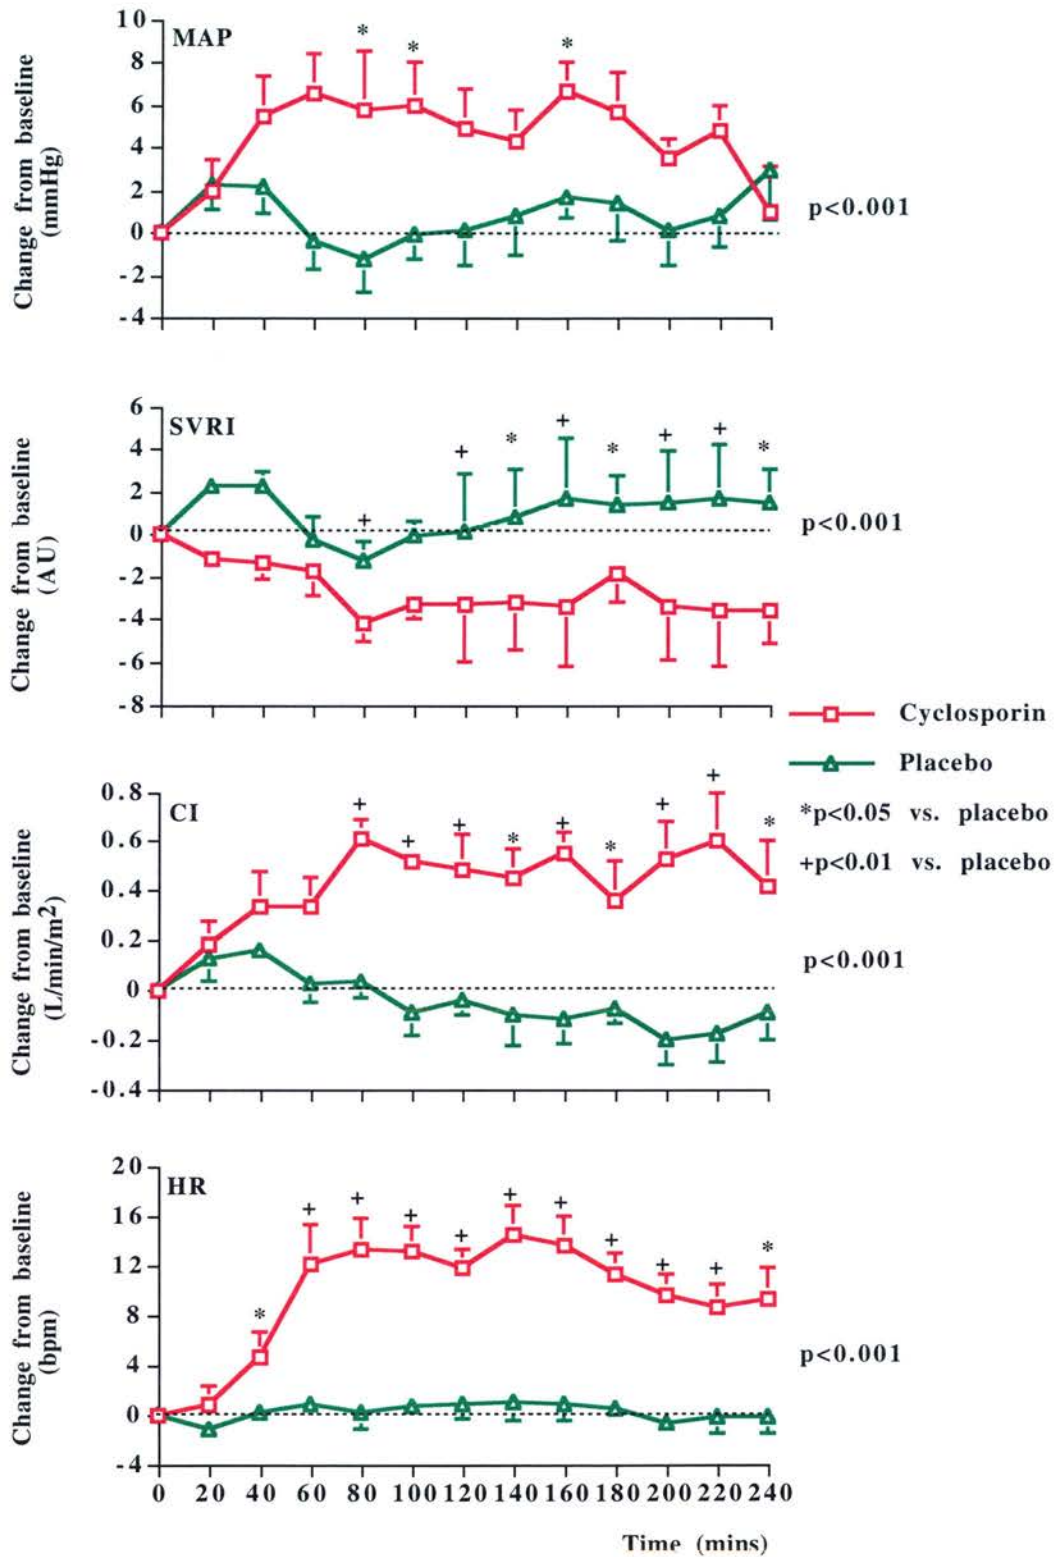 MAP
Change from baseline
(mmHg)
10
8
6
4
2
0
-2
-4
* * *
p<0.001
SVRI
Change from baseline
(AU)
6
4
2
0
-2
-4
-6
-8
+ + * + * + + *
p<0.001
Cyclosporin
Placebo
*p<0.05 vs. placebo
+p<0.01 vs. placebo
CI
Change from baseline
(L/min/m2)
0.8
0.6
0.4
0.2
0
-0.2
-0.4
+ + + * + * + + *
p<0.001
HR
Change from baseline
(bpm)
20
16
12
8
4
0
-4
* + + + + + + + + + *
p<0.001
0 20 40 60 80 100 120 140 160 180 200 220 240
Time (mins)